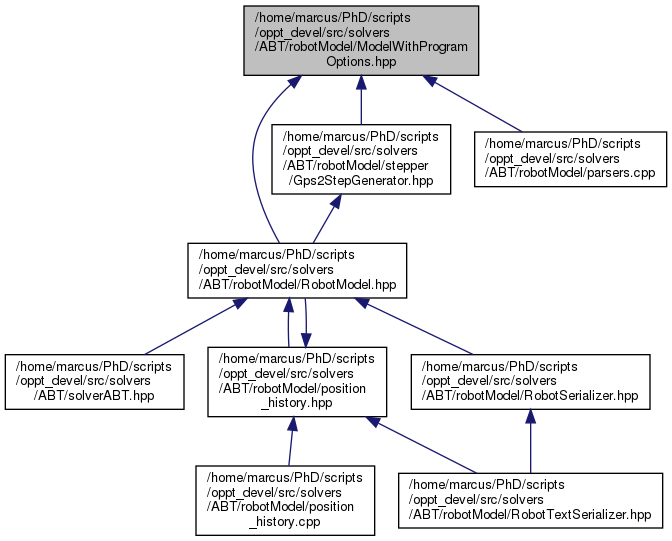 /home/marcus/PhD/scripts
/oppt_devel/src/solvers
/ABT/robotModel/ModelWithProgram
Options.hpp
/home/marcus/PhD/scripts
/oppt_devel/src/solvers
/ABT/robotModel/stepper
/Gps2StepGenerator.hpp
/home/marcus/PhD/scripts
/oppt_devel/src/solvers
/ABT/robotModel/parsers.cpp
/home/marcus/PhD/scripts
/oppt_devel/src/solvers
/ABT/robotModel/RobotModel.hpp
/home/marcus/PhD/scripts
/oppt_devel/src/solvers
/ABT/solverABT.hpp
/home/marcus/PhD/scripts
/oppt_devel/src/solvers
/ABT/robotModel/position
_history.hpp
/home/marcus/PhD/scripts
/oppt_devel/src/solvers
/ABT/robotModel/RobotSerializer.hpp
/home/marcus/PhD/scripts
/oppt_devel/src/solvers
/ABT/robotModel/position
_history.cpp
/home/marcus/PhD/scripts
/oppt_devel/src/solvers
/ABT/robotModel/RobotTextSerializer.hpp